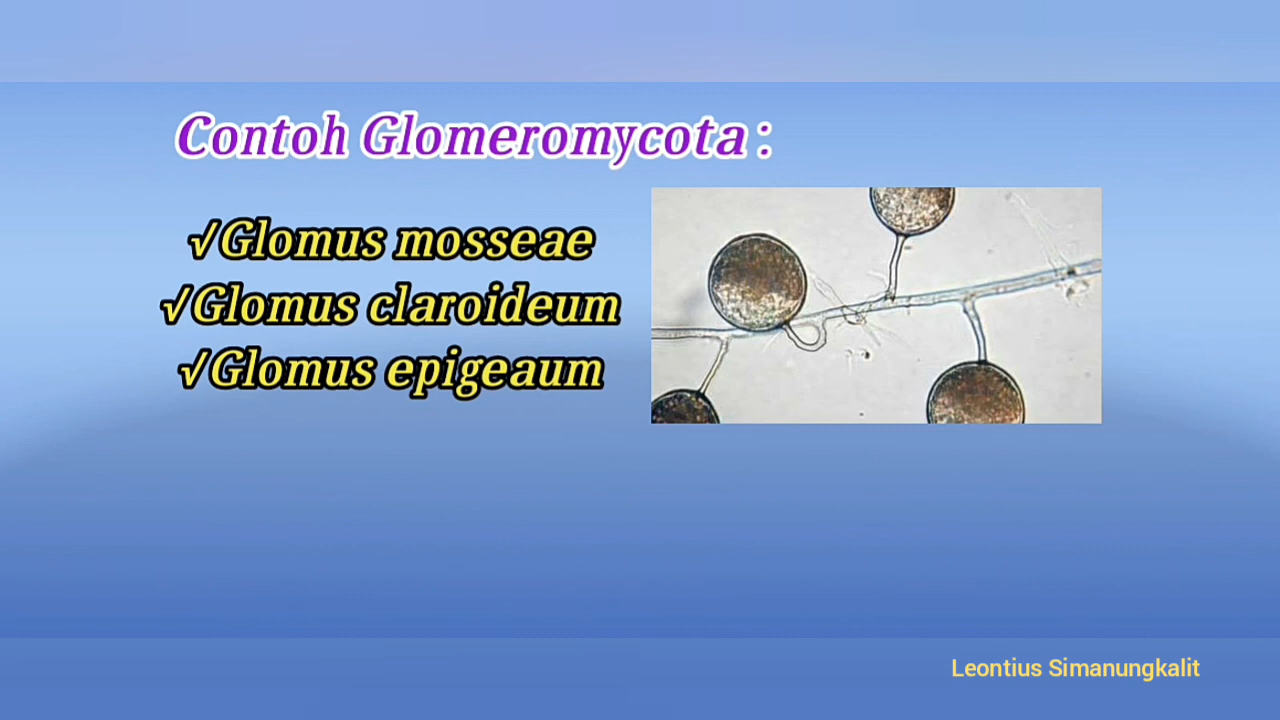 Contoh Glomeromycota :
√Glomus mosseae
√Glomus claroideum
√Glomus epigeaum
Leontius Simanungkalit